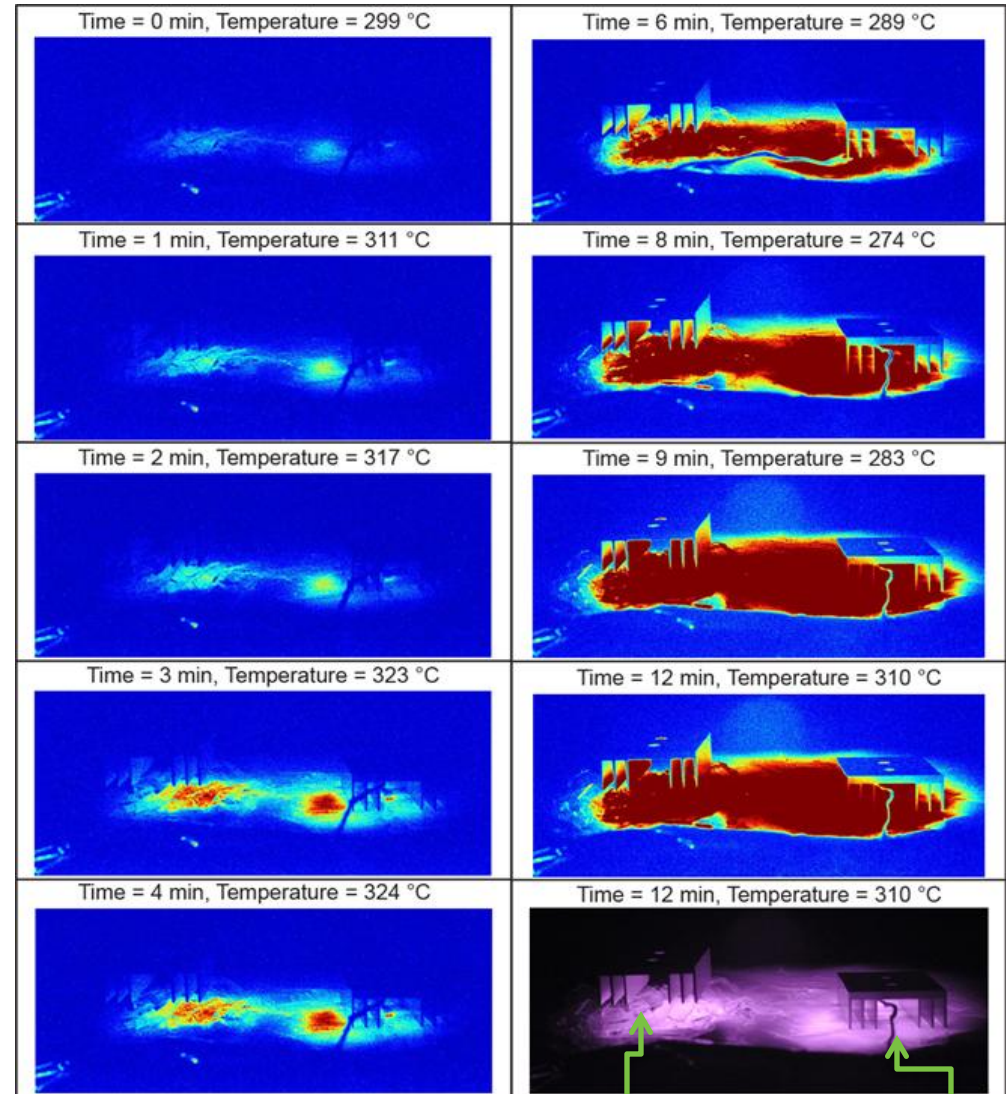 Time = 0 min, Temperature = 299 °C
Time = 1 min, Temperature = 311 °C
Time = 2 min, Temperature = 317 °C
Time = 3 min, Temperature = 323 °C
Time = 4 min, Temperature = 324 °C
Time = 6 min, Temperature = 289 °C
Time = 8 min, Temperature = 274 °C
Time = 9 min, Temperature = 283 °C
Time = 12 min, Temperature = 310 °C
Time = 12 min, Temperature = 310 °C